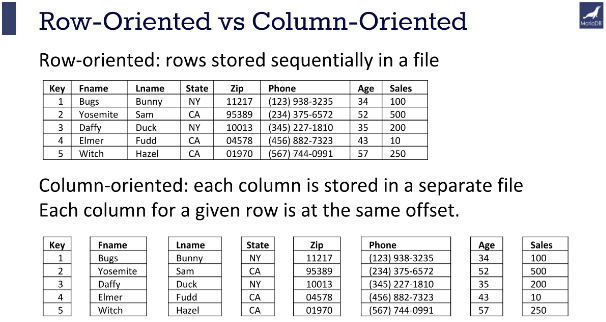 Row-Oriented vs Column-Oriented
MariaDB
Row-oriented: rows stored sequentially in a file
Key Fname Lname State Zip Phone Age Sales
1 Bugs Bunny NY 11217 (123) 938-3235 34 100
2 Yosemite Sam CA 95389 (234) 375-6572 52 500
3 Daffy Duck NY 10013 (345) 227-1810 35 200
4 Elmer Fudd CA 04578 (456) 882-7323 43 10
5 Witch Hazel CA 01970 (567) 744-0991 57 250
Column-oriented: each column is stored in a separate file
Each column for a given row is at the same offset.
Key Fname Lname State Zip Phone Age Sales
1 Bugs Bunny NY 11217 (123) 938-3235 34 100
2 Yosemite Sam CA 95389 (234) 375-6572 52 500
3 Daffy Duck NY 10013 (345) 227-1810 35 200
4 Elmer Fudd CA 04578 (456) 882-7323 43 10
5 Witch Hazel CA 01970 (567) 744-0991 57 250